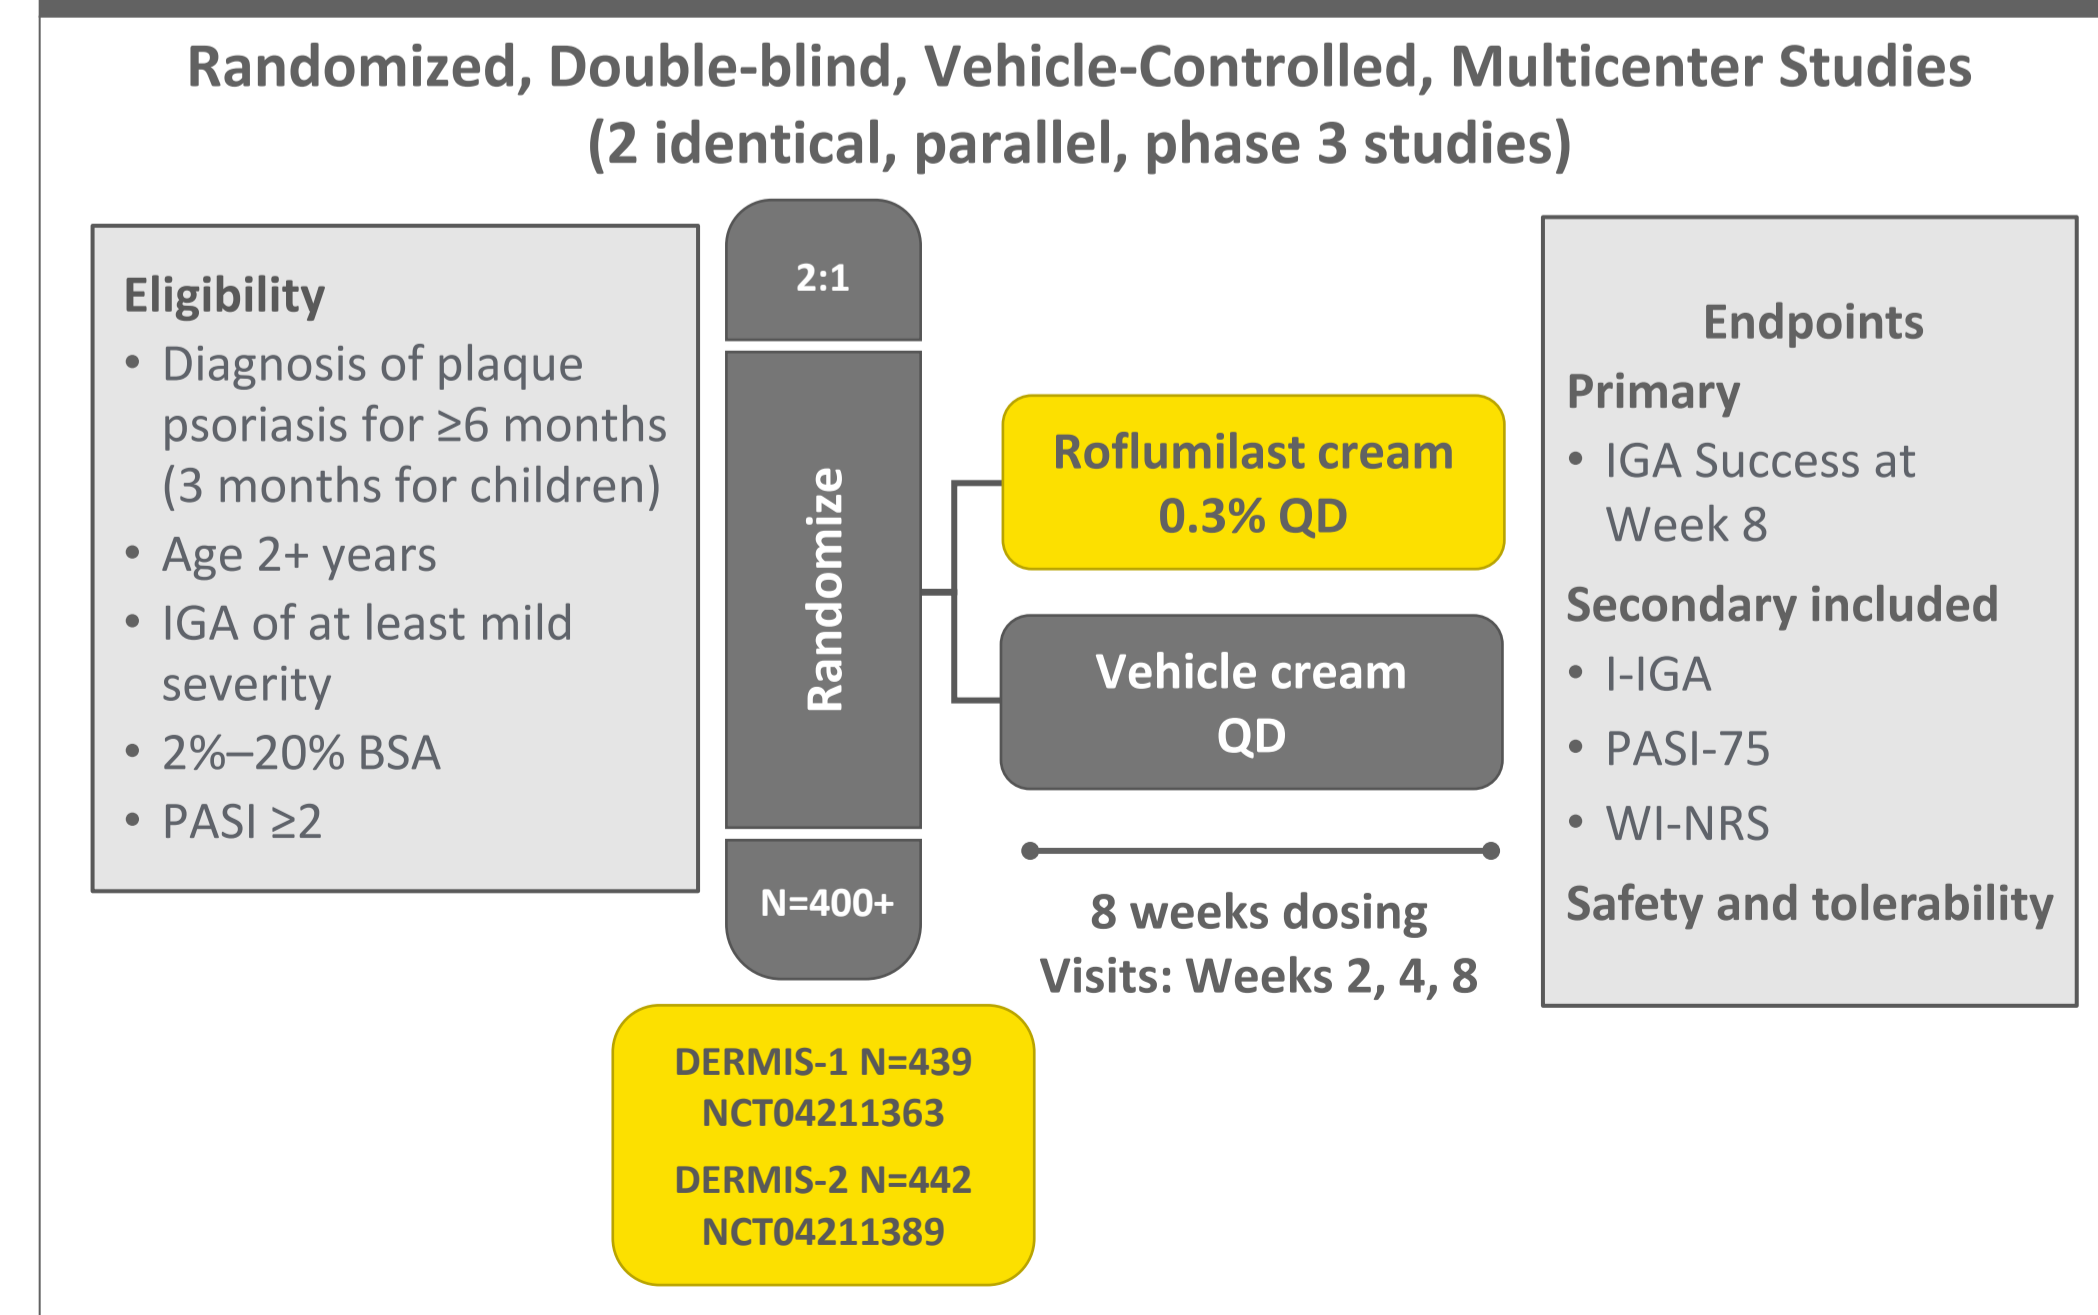 Randomized, Double-blind, Vehicle-Controlled, Multicenter Studies
(2 identical, parallel, phase 3 studies)
Eligibility
• Diagnosis of plaque
psoriasis for ≥6 months
(3 months for children)
• Age 2+ years
• IGA of at least mild
severity
• 2%–20% BSA
• PASI ≥2
2:1
Randomize
N=400+
DERMIS-1 N=439
NCT04211363
DERMIS-2 N=442
NCT04211389
Roflumilast cream
0.3% QD
Vehicle cream
QD
8 weeks dosing
Visits: Weeks 2, 4, 8
Endpoints
Primary
• IGA Success at
Week 8
Secondary included
• I-IGA
• PASI-75
• WI-NRS
Safety and tolerability